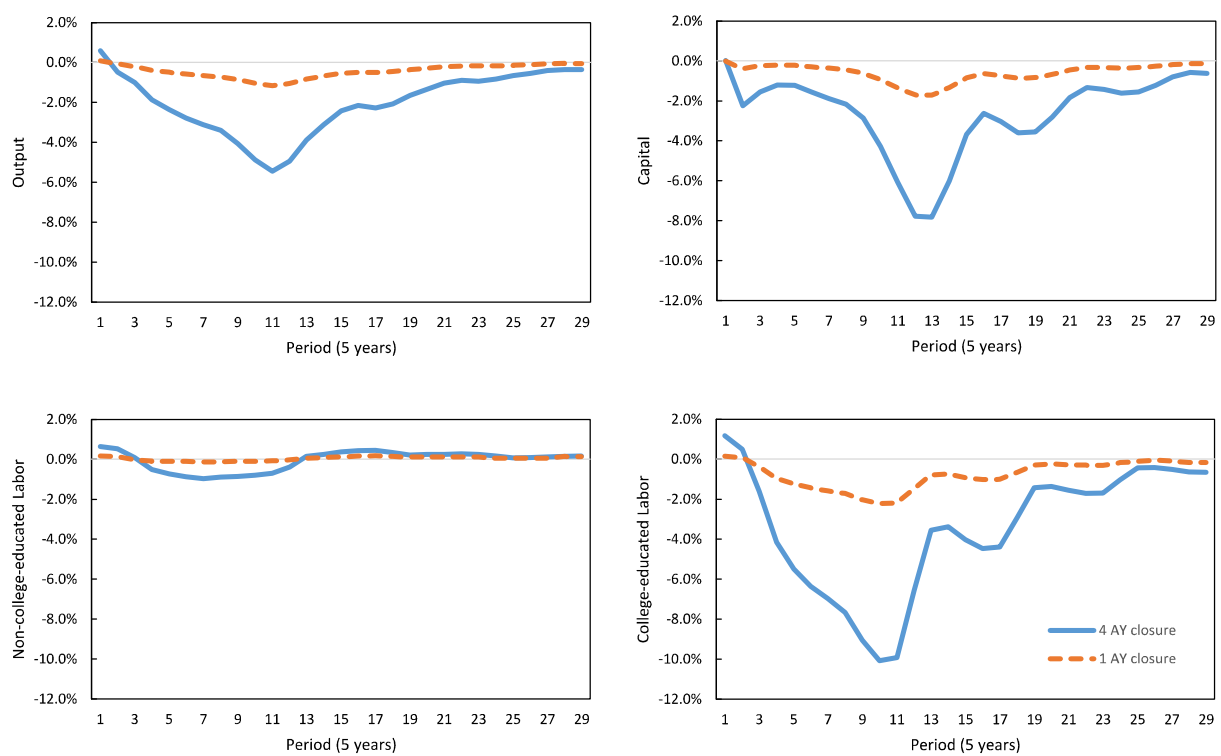 2.0%
0.0%
-2.0%
-4.0%
-6.0%
-8.0%
-10.0%
-12.0%
Output
1 3 5 7 9 11 13 15 17 19 21 23 25 27 29
Period (5 years)
2.0%
0.0%
-2.0%
-4.0%
-6.0%
-8.0%
-10.0%
-12.0%
Capital
1 3 5 7 9 11 13 15 17 19 21 23 25 27 29
Period (5 years)
2.0%
0.0%
-2.0%
-4.0%
-6.0%
-8.0%
-10.0%
-12.0%
Non-college-educated Labor
1 3 5 7 9 11 13 15 17 19 21 23 25 27 29
Period (5 years)
2.0%
0.0%
-2.0%
-4.0%
-6.0%
-8.0%
-10.0%
-12.0%
College-educated Labor
4 AY closure
1 AY closure
1 3 5 7 9 11 13 15 17 19 21 23 25 27 29
Period (5 years)